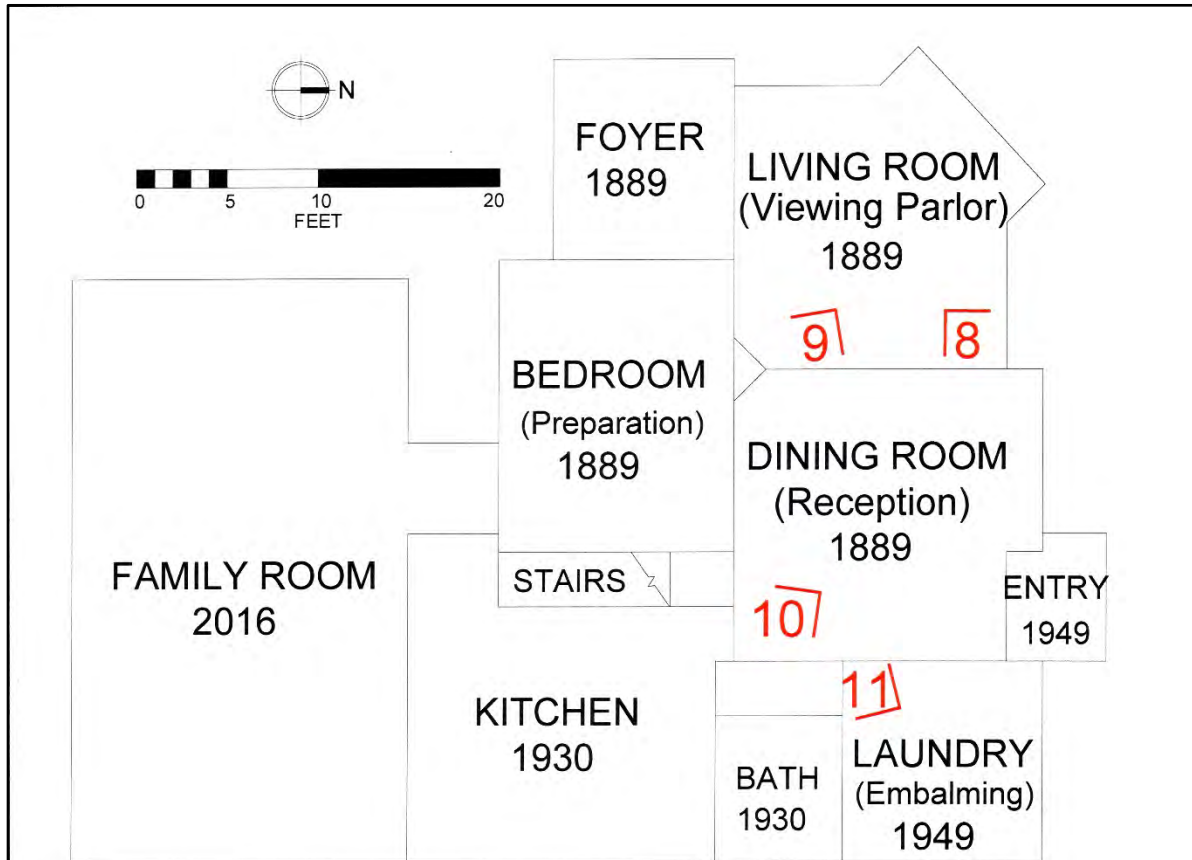 N
0 5 10 20
FEET
FOYER
1889
LIVING ROOM
(Viewing Parlor)
1889
9
8
BEDROOM
(Preparation)
1889
DINING ROOM
(Reception)
1889
FAMILY ROOM
2016
STAIRS
ENTRY
1949
10
11
KITCHEN
1930
BATH
1930
LAUNDRY
(Embalming)
1949